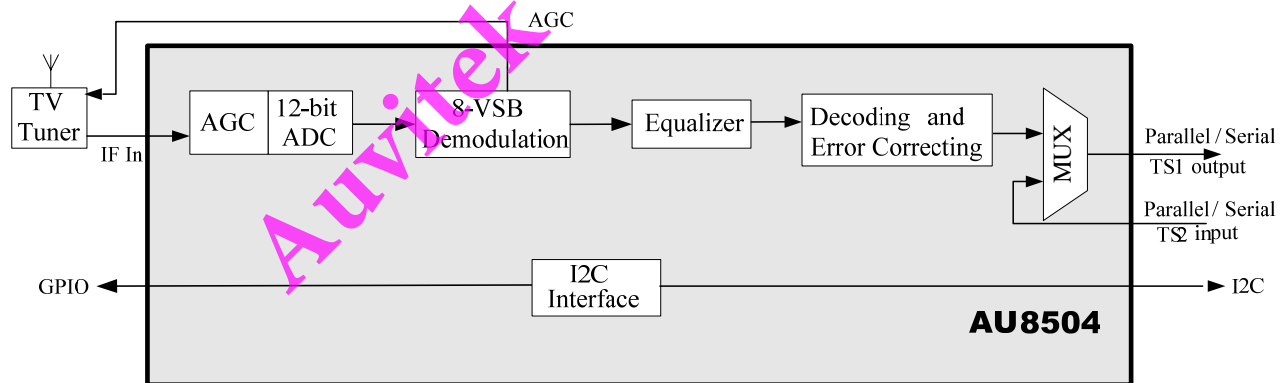 AGC
TV
Tuner
IF In
AGC
12-bit
ADC
8-VSB
Demodulation
Equalizer
Decoding and
Error Correcting
MUX
Parallel / Serial
TS1 output
Parallel / Serial
TS2 input
GPIO
I2C
Interface
I2C
AU8504
Auvitek